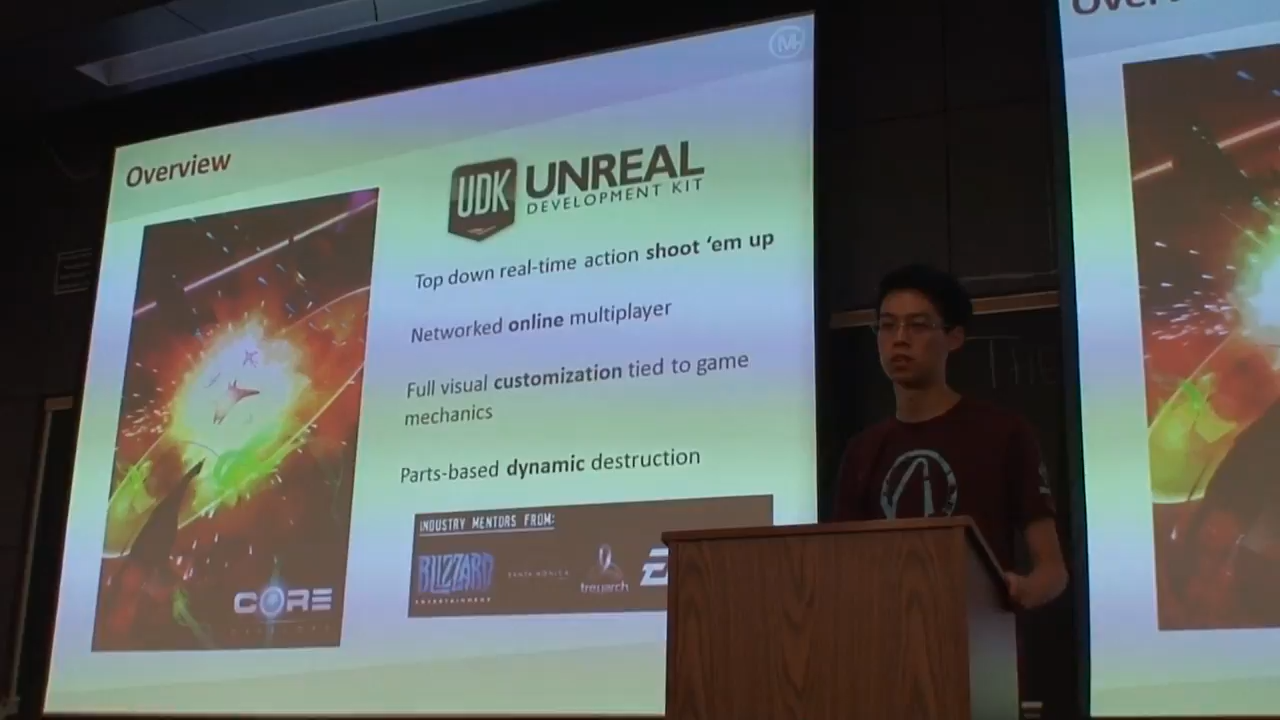 Overview
UDK UNREAL
DEVELOPMENT KIT
Top down real-time action shoot ‘em up
Networked online multiplayer
Full visual customization tied to game
mechanics
Parts-based dynamic destruction
INDUSTRY MENTORS FROM:
BLIZZARD
ENTERTAINMENT
SANTA MONICA
treyarch
CORE
The